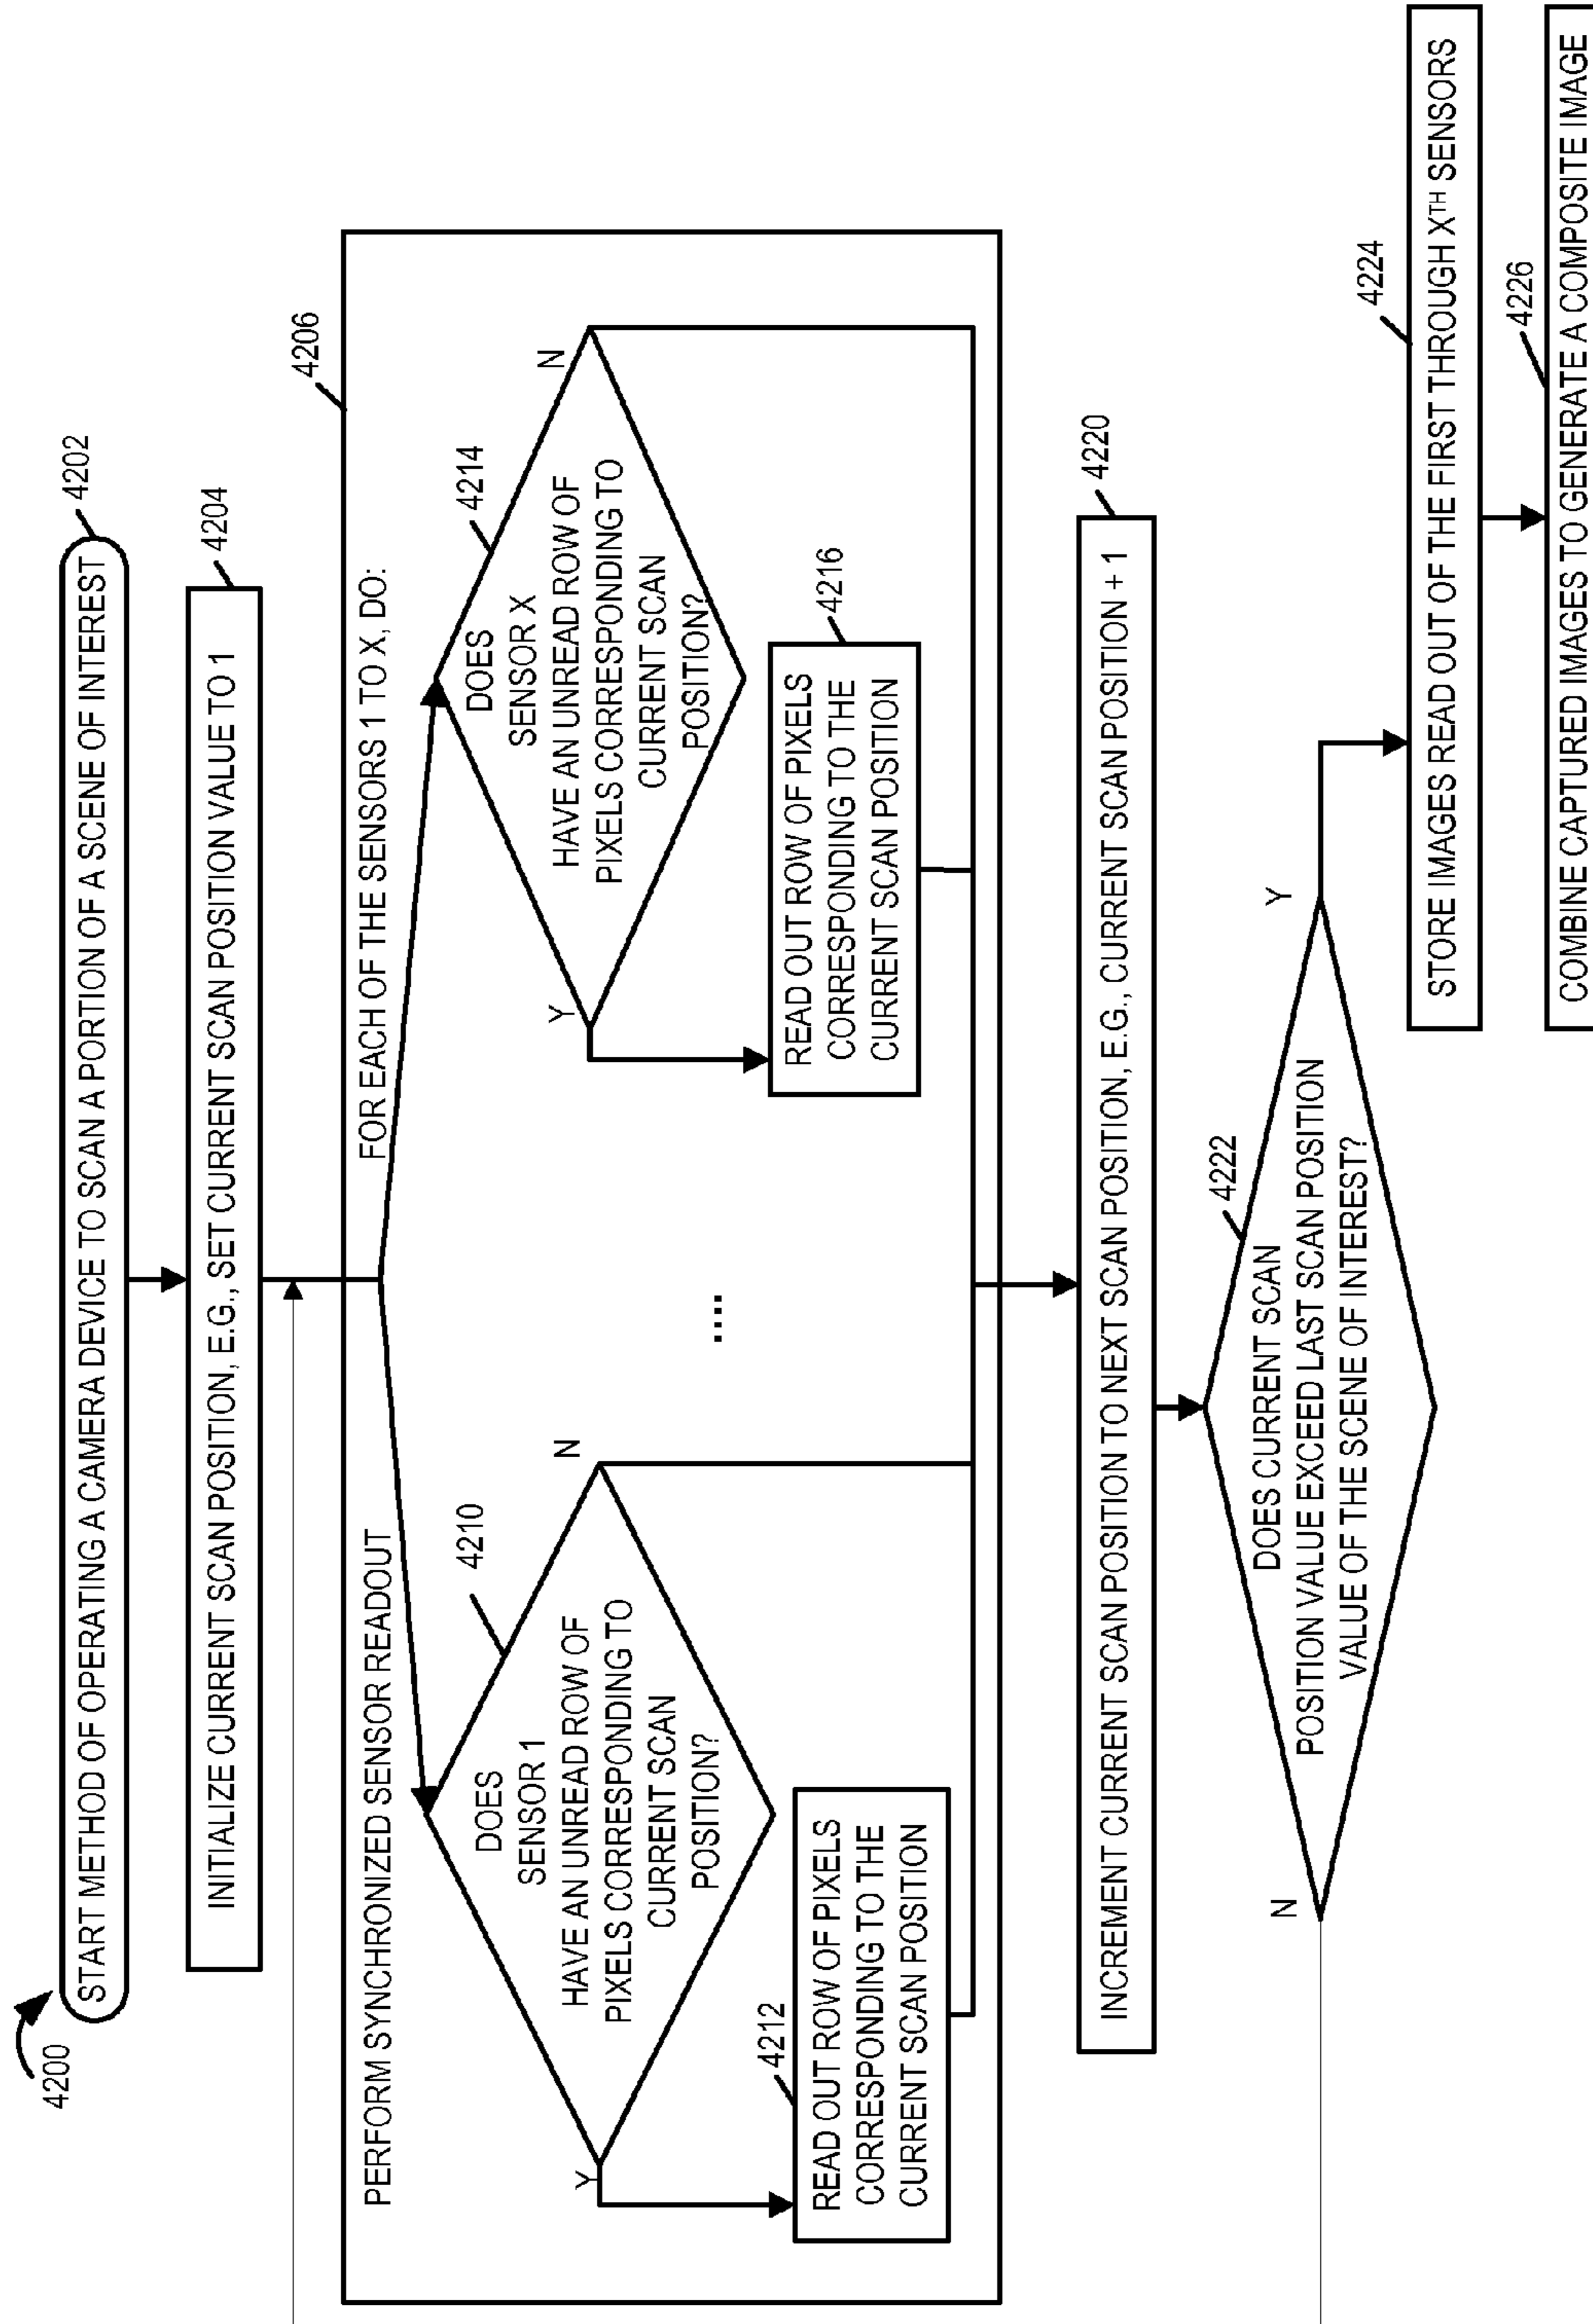 4200
START METHOD OF OPERATING A CAMERA DEVICE TO SCAN A PORTION OF A SCENE OF INTEREST
4202
INITIALIZE CURRENT SCAN POSITION, E.G., SET CURRENT SCAN POSITION VALUE TO 1
4204
4206
PERFORM SYNCHRONIZED SENSOR READOUT
FOR EACH OF THE SENSORS 1 TO X, DO:
4210
DOES
SENSOR 1
HAVE AN UNREAD ROW OF
PIXELS CORRESPONDING TO
CURRENT SCAN
POSITION?
Y
N
4212
READ OUT ROW OF PIXELS
CORRESPONDING TO THE
CURRENT SCAN POSITION
....
4214
DOES
SENSOR X
HAVE AN UNREAD ROW OF
PIXELS CORRESPONDING TO
CURRENT SCAN
POSITION?
Y
N
4216
READ OUT ROW OF PIXELS
CORRESPONDING TO THE
CURRENT SCAN POSITION
4220
INCREMENT CURRENT SCAN POSITION TO NEXT SCAN POSITION, E.G., CURRENT SCAN POSITION + 1
4222
DOES CURRENT SCAN
POSITION VALUE EXCEED LAST SCAN POSITION
VALUE OF THE SCENE OF INTEREST?
N
Y
4224
STORE IMAGES READ OUT OF THE FIRST THROUGH XTH SENSORS
4226
COMBINE CAPTURED IMAGES TO GENERATE A COMPOSITE IMAGE